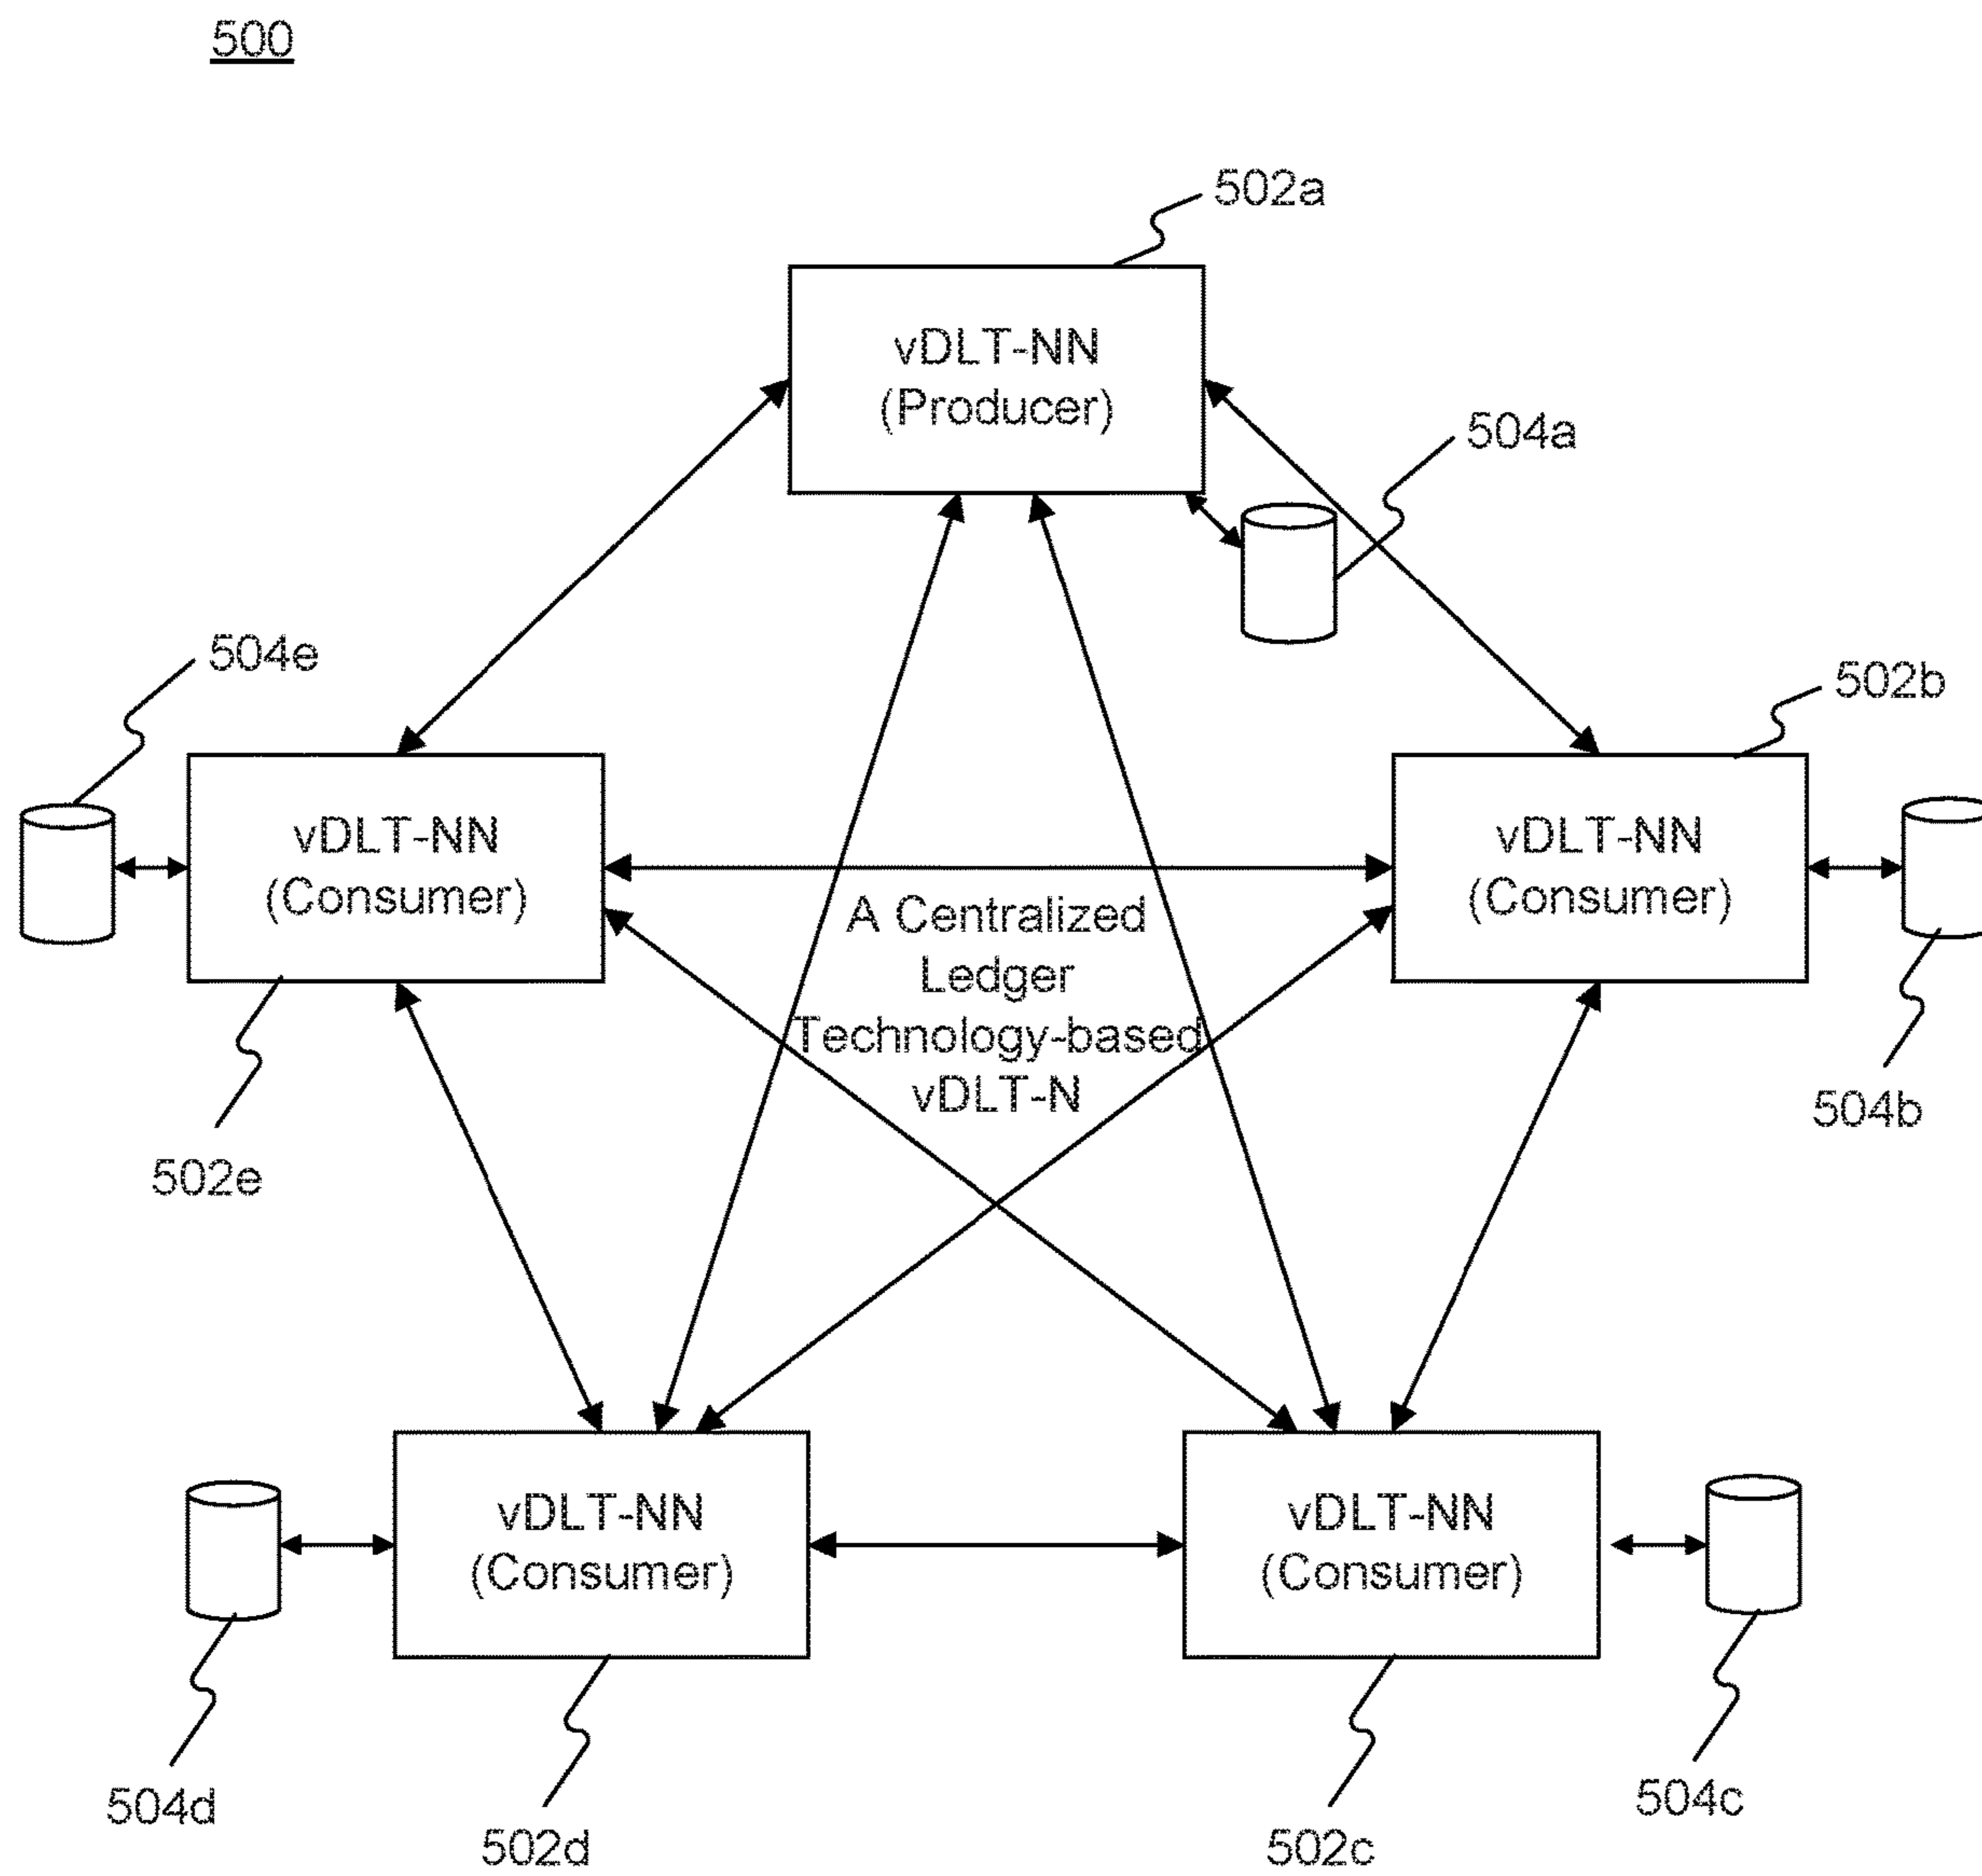 500
502a
vDLT-NN
(Producer)
504a
504e
502b
vDLT-NN
(Consumer)
vDLT-NN
(Consumer)
A Centralized
Ledger
Technology-based
vDLT-N
504b
502e
vDLT-NN
(Consumer)
vDLT-NN
(Consumer)
504d
502d
502c
504c